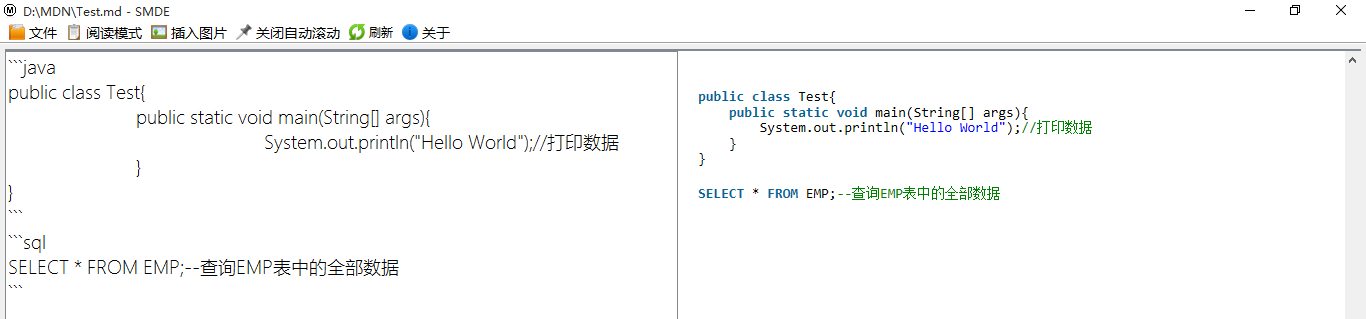 D:\MDN\Test.md - SMDE
文件 阅读模式 插入图片 关闭自动滚动 刷新 关于
```java
public class Test{
public static void main(String[] args){
System.out.println("Hello World");//打印数据
}
}
```
```sql
SELECT * FROM EMP;--查询EMP表中的全部数据
```
public class Test{
public static void main(String[] args){
System.out.println("Hello World");//打印数据
}
}
SELECT * FROM EMP;--查询EMP表中的全部数据